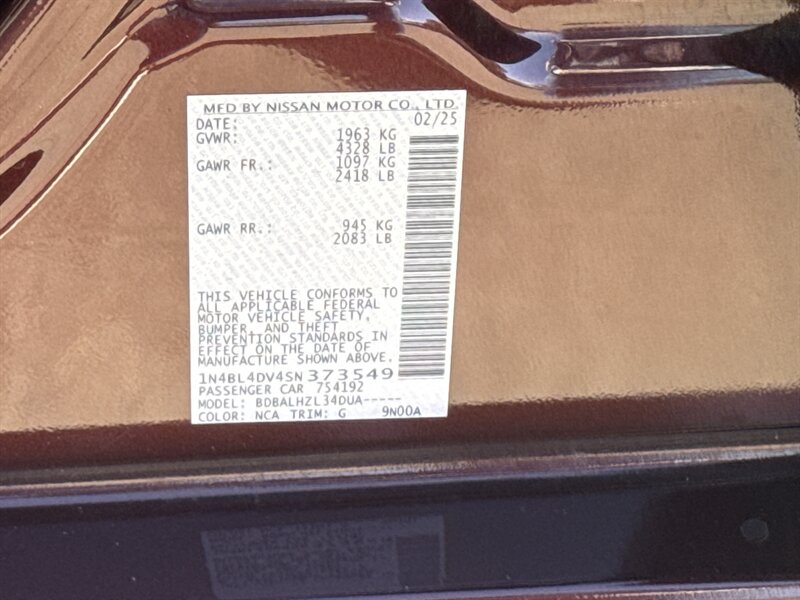 MFD BY NISSAN MOTOR CO., LTD.
DATE: 02/25
GVWR: 1963 KG
4328 LB
GAWR FR.: 1097 KG
2418 LB
GAWR RR.: 945 KG
2083 LB
THIS VEHICLE CONFORMS TO
ALL APPLICABLE FEDERAL
MOTOR VEHICLE SAFETY,
BUMPER, AND THEFT
PREVENTION STANDARDS IN
EFFECT ON THE DATE OF
MANUFACTURE SHOWN ABOVE.
1N4BL4DV4SN373549
PASSENGER CAR 754192
MODEL: BDBALHZL34DUA-----
COLOR: NCA TRIM: G 9N00A